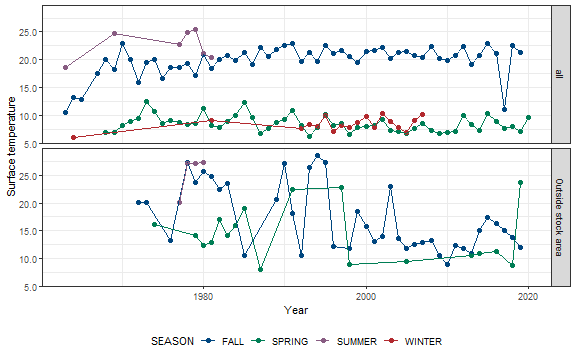 25.0
20.0
15.0
10.0
5.0
all
Surface temperature
25.0
20.0
15.0
10.0
5.0
Outside stock area
1980
2000
2020
Year
SEASON
FALL
SPRING
SUMMER
WINTER